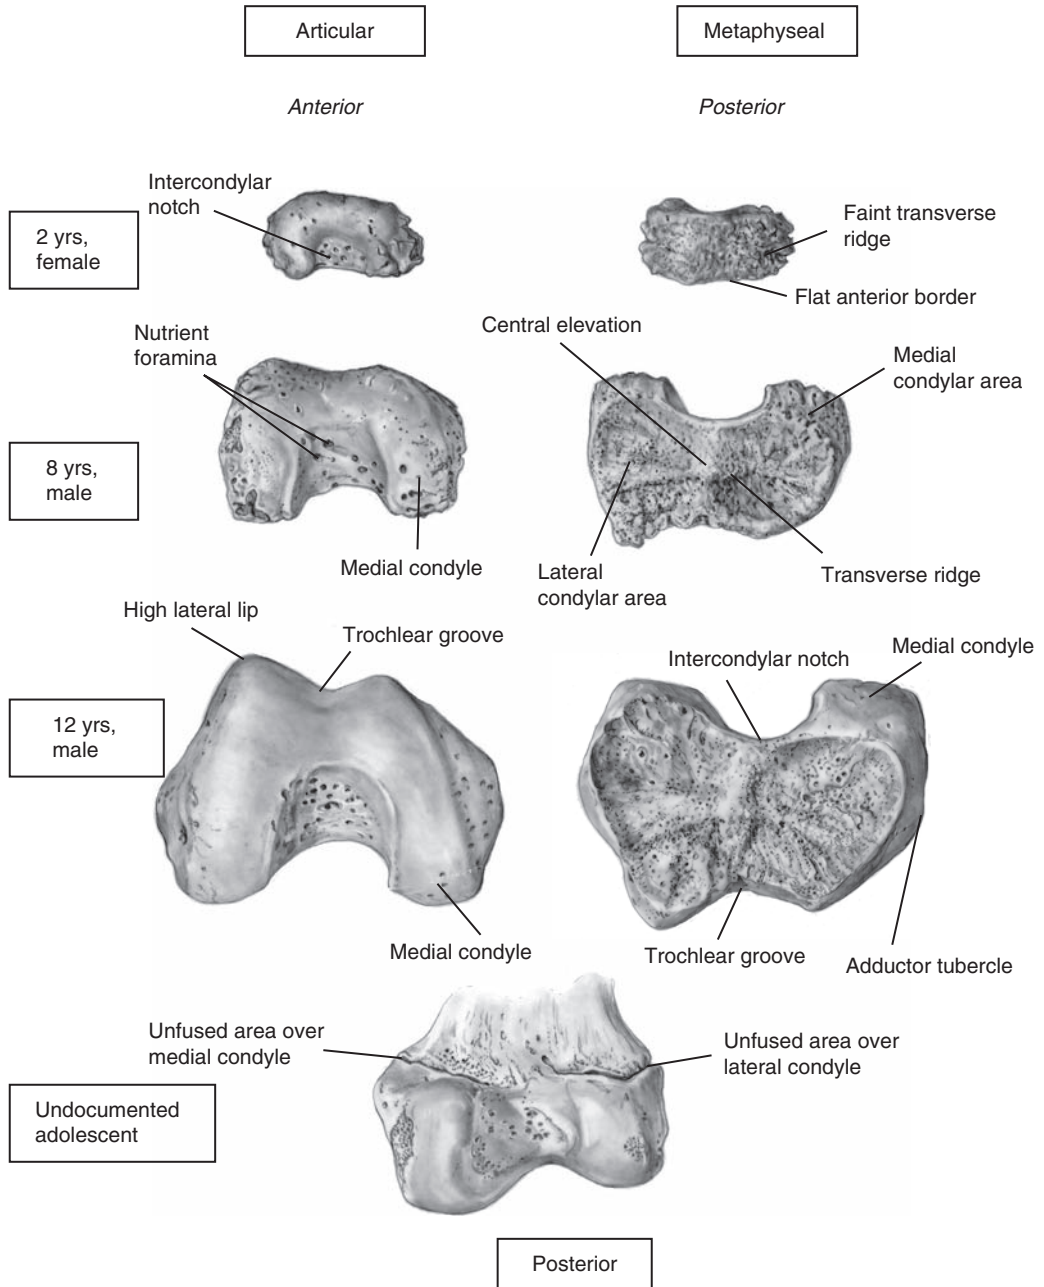 Articular
Metaphyseal
Anterior
Posterior
Intercondylar
notch
2 yrs,
female
Faint transverse
ridge
Flat anterior border
Nutrient
foramina
Central elevation
Medial
condylar area
8 yrs,
male
Medial condyle
Lateral
condylar area
Transverse ridge
High lateral lip
Trochlear groove
Intercondylar notch
Medial condyle
12 yrs,
male
Medial condyle
Trochlear groove
Adductor tubercle
Unfused area over
medial condyle
Unfused area over
lateral condyle
Undocumented
adolescent
Posterior